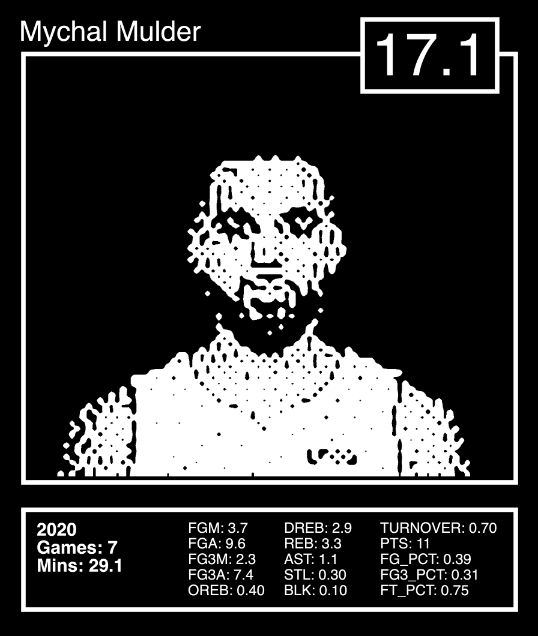 Mychal Mulder
17.1
2020
Games: 7
Mins: 29.1
FGM: 3.7
FGA: 9.6
FG3M: 2.3
FG3A: 7.4
OREB: 0.40
DREB: 2.9
REB: 3.3
AST: 1.1
STL: 0.30
BLK: 0.10
TURNOVER: 0.70
PTS: 11
FG_PCT: 0.39
FG3_PCT: 0.31
FT_PCT: 0.75